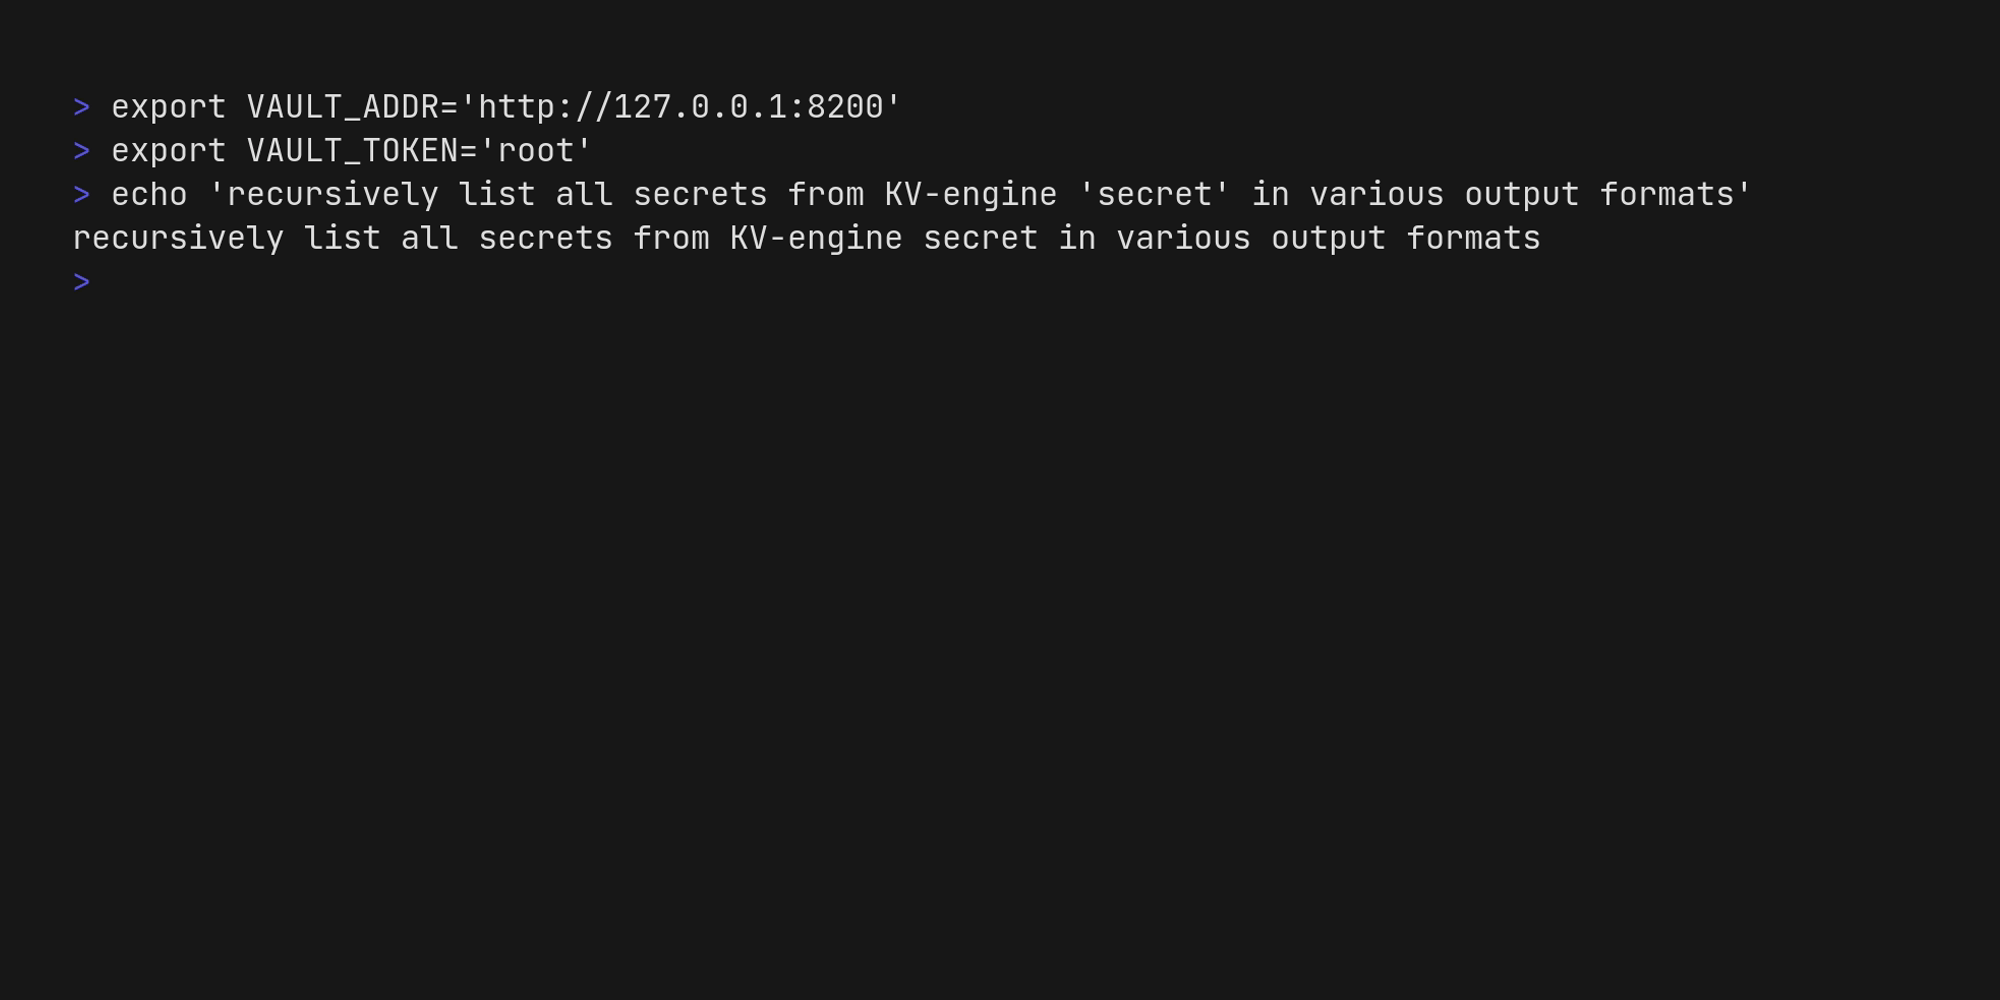 > export VAULT_ADDR='http://127.0.0.1:8200'
> export VAULT_TOKEN='root'
> echo 'recursively list all secrets from KV-engine 'secret' in various output formats'
recursively list all secrets from KV-engine secret in various output formats
>